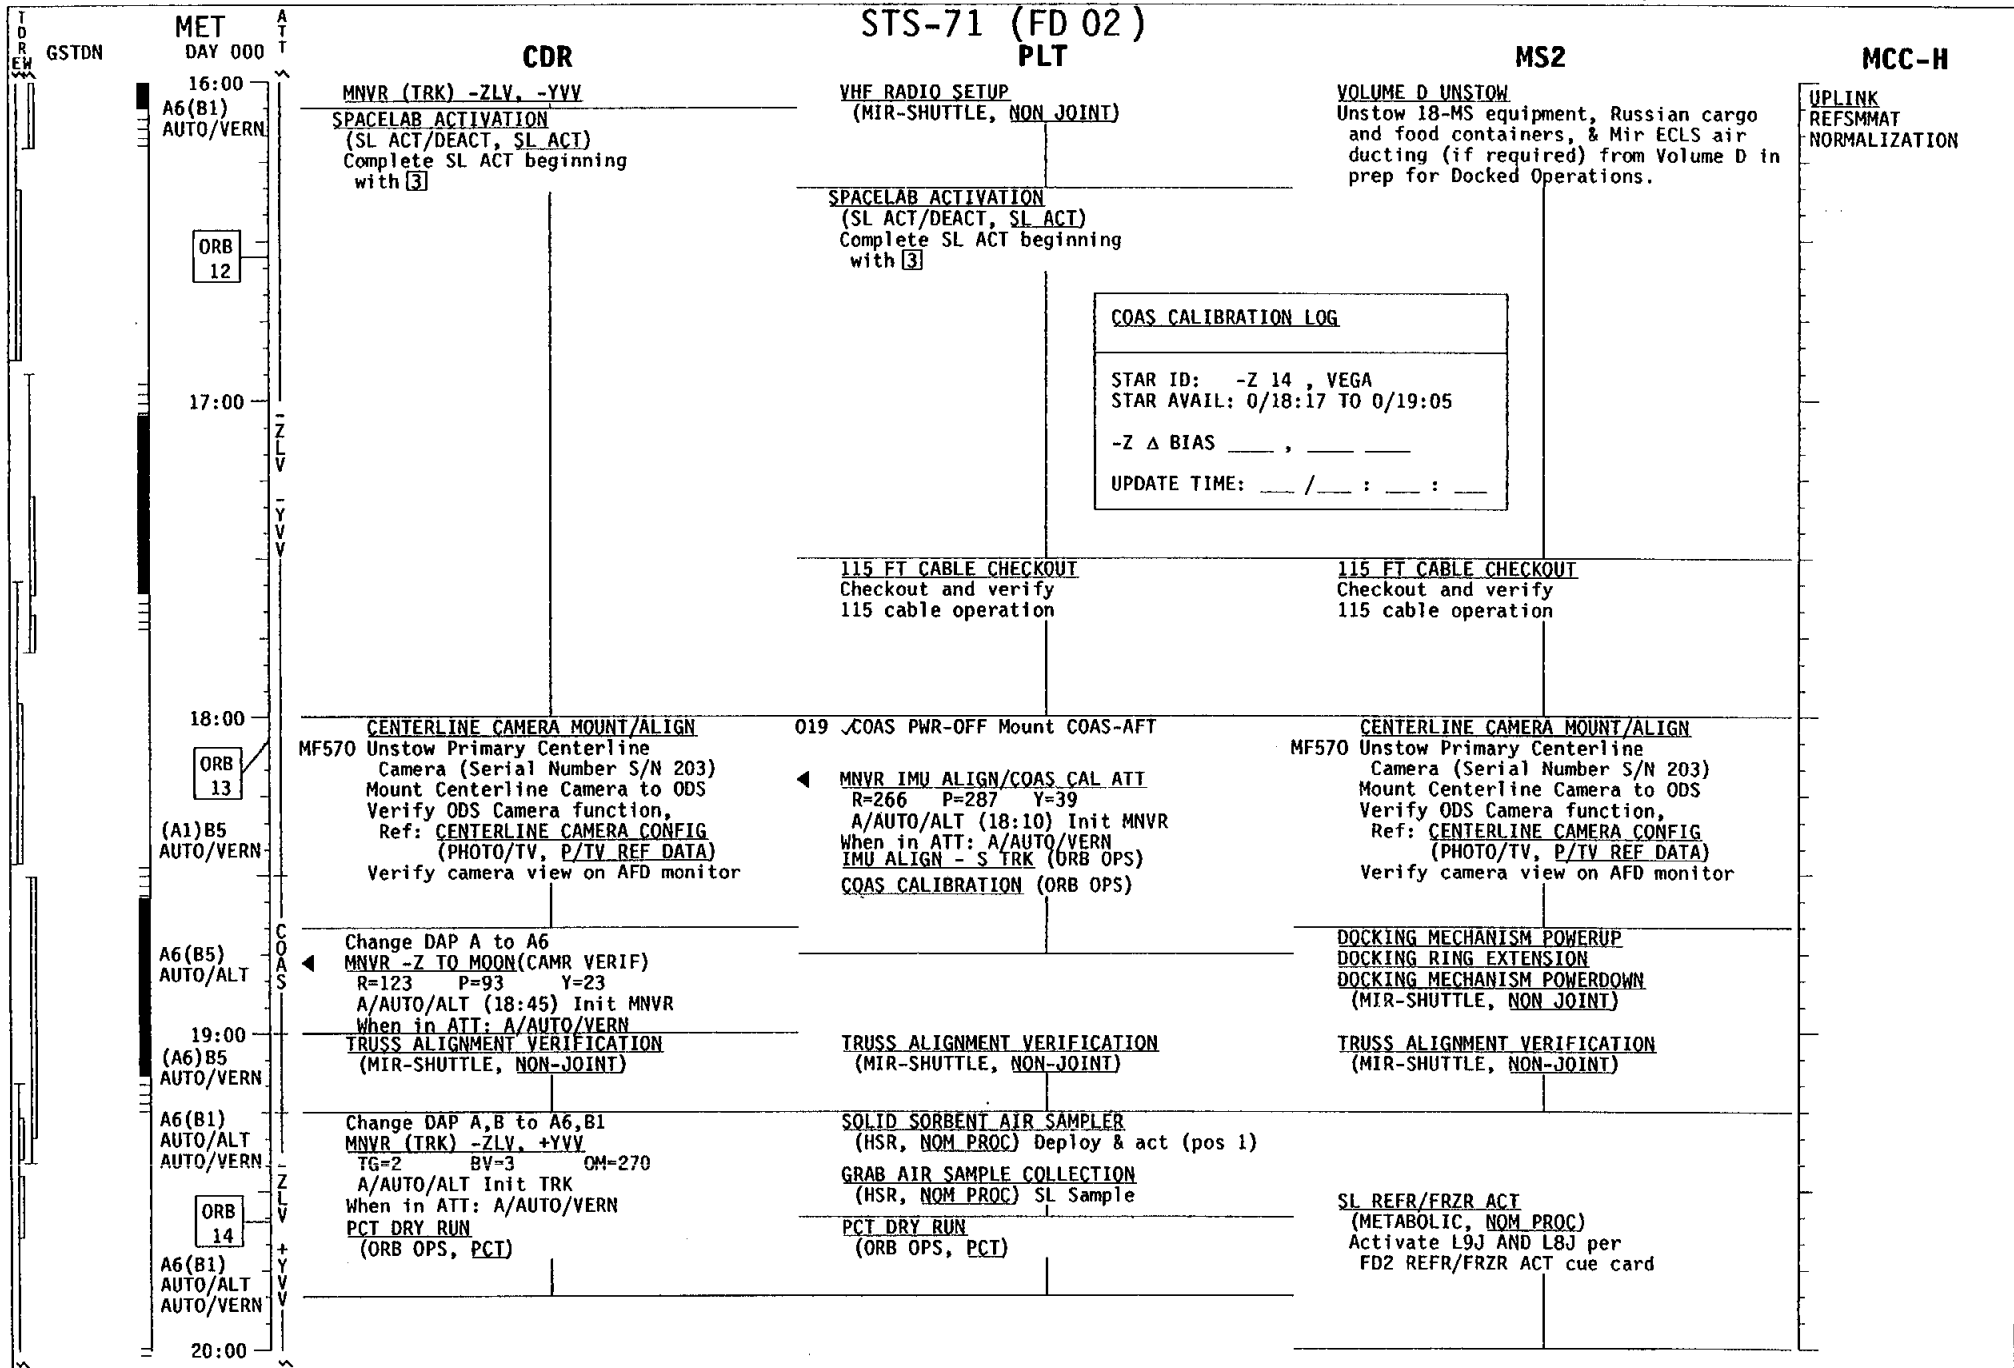 STS-71 (FD 02)
T D R E W
GSTDN
MET
DAY 000
A T T
CDR
PLT
MS2
MCC-H
16:00
A6(B1)
AUTO/VERN
ORB
12
17:00
-ZLV -YVV
18:00
ORB
13
(A1)B5
AUTO/VERN
COAS
A6(B5)
AUTO/ALT
19:00
(A6)B5
AUTO/VERN
A6(B1)
AUTO/ALT
AUTO/VERN
-ZLV +YVV
ORB
14
A6(B1)
AUTO/ALT
AUTO/VERN
20:00
MNVR (TRK) -ZLV, -YVV
SPACELAB ACTIVATION
(SL ACT/DEACT, SL ACT)
Complete SL ACT beginning
with 3
CENTERLINE CAMERA MOUNT/ALIGN
MF570 Unstow Primary Centerline
Camera (Serial Number S/N 203)
Mount Centerline Camera to ODS
Verify ODS Camera function,
Ref: CENTERLINE CAMERA CONFIG
(PHOTO/TV, P/TV REF DATA)
Verify camera view on AFD monitor
Change DAP A to A6
◀ MNVR -Z TO MOON(CAMR VERIF)
R=123 P=93 Y=23
A/AUTO/ALT (18:45) Init MNVR
When in ATT: A/AUTO/VERN
TRUSS ALIGNMENT VERIFICATION
(MIR-SHUTTLE, NON-JOINT)
Change DAP A,B to A6,B1
MNVR (TRK) -ZLV, +YVV
TG=2 BV=3 OM=270
A/AUTO/ALT Init TRK
When in ATT: A/AUTO/VERN
PCT DRY RUN
(ORB OPS, PCT)
VHF RADIO SETUP
(MIR-SHUTTLE, NON JOINT)
SPACELAB ACTIVATION
(SL ACT/DEACT, SL ACT)
Complete SL ACT beginning
with 3
COAS CALIBRATION LOG
STAR ID: -Z 14 , VEGA
STAR AVAIL: 0/18:17 TO 0/19:05
-Z Δ BIAS ___ , ___ ___
UPDATE TIME: __ /__ : __ : __
115 FT CABLE CHECKOUT
Checkout and verify
115 cable operation
O19 ✓COAS PWR-OFF Mount COAS-AFT
◀ MNVR IMU ALIGN/COAS CAL ATT
R=266 P=287 Y=39
A/AUTO/ALT (18:10) Init MNVR
When in ATT: A/AUTO/VERN
IMU ALIGN - S TRK (ORB OPS)
COAS CALIBRATION (ORB OPS)
TRUSS ALIGNMENT VERIFICATION
(MIR-SHUTTLE, NON-JOINT)
SOLID SORBENT AIR SAMPLER
(HSR, NOM PROC) Deploy & act (pos 1)
GRAB AIR SAMPLE COLLECTION
(HSR, NOM PROC) SL Sample
PCT DRY RUN
(ORB OPS, PCT)
VOLUME D UNSTOW
Unstow 18-MS equipment, Russian cargo
and food containers, & Mir ECLS air
ducting (if required) from Volume D in
prep for Docked Operations.
115 FT CABLE CHECKOUT
Checkout and verify
115 cable operation
CENTERLINE CAMERA MOUNT/ALIGN
MF570 Unstow Primary Centerline
Camera (Serial Number S/N 203)
Mount Centerline Camera to ODS
Verify ODS Camera function,
Ref: CENTERLINE CAMERA CONFIG
(PHOTO/TV, P/TV REF DATA)
Verify camera view on AFD monitor
DOCKING MECHANISM POWERUP
DOCKING RING EXTENSION
DOCKING MECHANISM POWERDOWN
(MIR-SHUTTLE, NON JOINT)
TRUSS ALIGNMENT VERIFICATION
(MIR-SHUTTLE, NON-JOINT)
SL REFR/FRZR ACT
(METABOLIC, NOM PROC)
Activate L9J AND L8J per
FD2 REFR/FRZR ACT cue card
UPLINK
REFSMMAT
NORMALIZATION